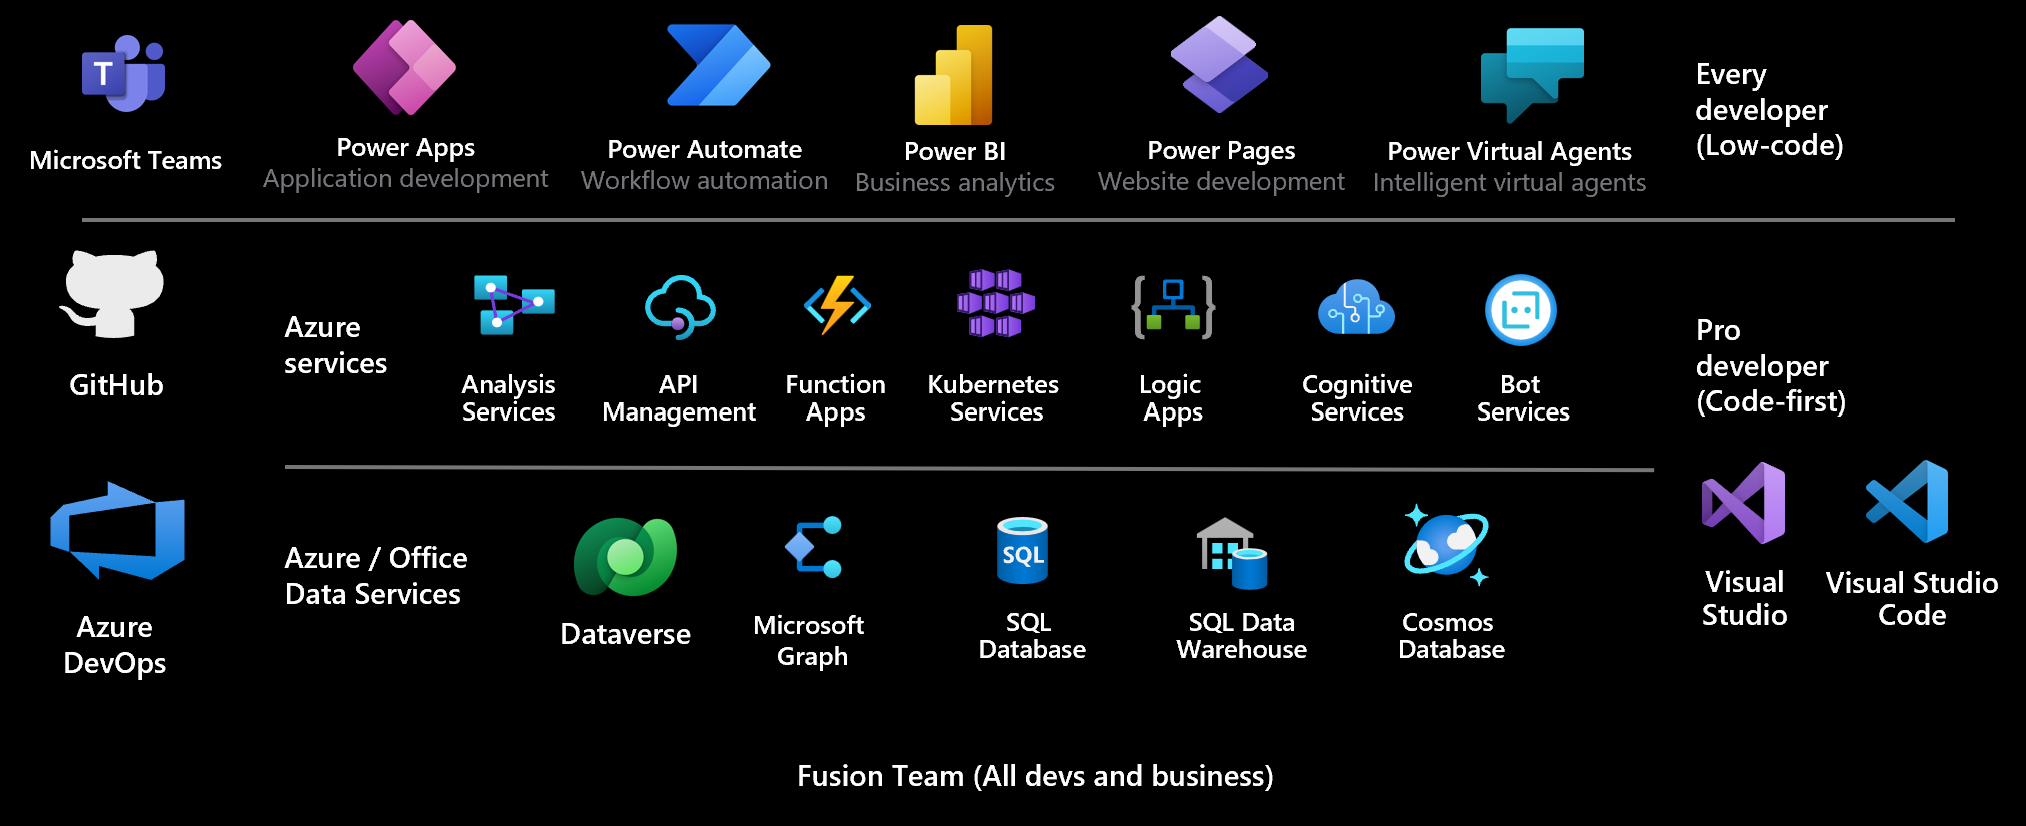 T
Microsoft Teams
Power Apps
Application development
Power Automate
Workflow automation
Power BI
Business analytics
Power Pages
Website development
Power Virtual Agents
Intelligent virtual agents
Every
developer
(Low-code)
GitHub
Azure
services
Analysis
Services
API
Management
Function
Apps
Kubernetes
Services
Logic
Apps
Cognitive
Services
Bot
Services
Pro
developer
(Code-first)
Azure
DevOps
Azure / Office
Data Services
Dataverse
Microsoft
Graph
SQL
SQL
Database
SQL Data
Warehouse
Cosmos
Database
Visual
Studio
Visual Studio
Code
Fusion Team (All devs and business)